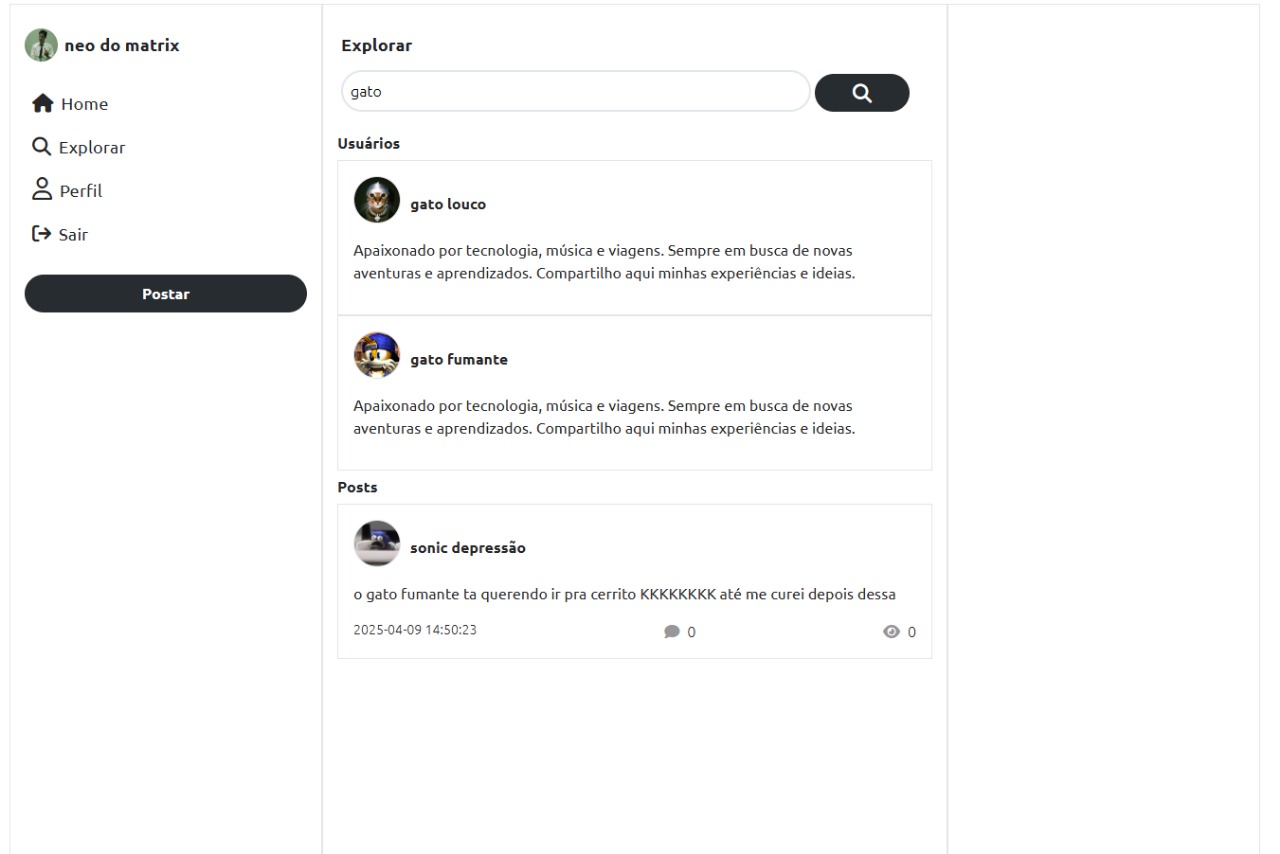 neo do matrix
Home
Explorar
Perfil
Sair
Postar
Explorar
gato
Usuários
gato louco
Apaixonado por tecnologia, música e viagens. Sempre em busca de novas
aventuras e aprendizados. Compartilho aqui minhas experiências e ideias.
gato fumante
Apaixonado por tecnologia, música e viagens. Sempre em busca de novas
aventuras e aprendizados. Compartilho aqui minhas experiências e ideias.
Posts
sonic depressão
o gato fumante ta querendo ir pra cerrito KKKKKKKK até me curei depois dessa
2025-04-09 14:50:23 0 0